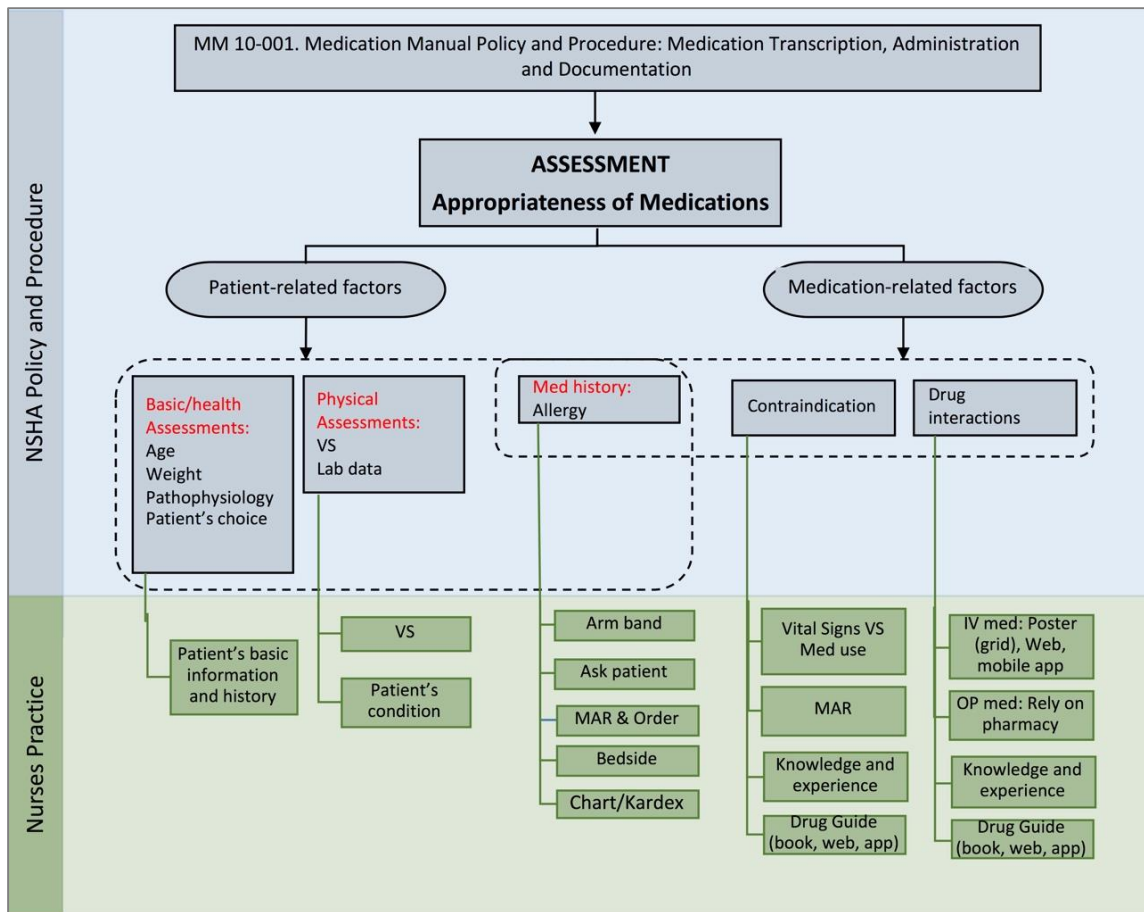 MM 10-001. Medication Manual Policy and Procedure: Medication Transcription, Administration
and Documentation
ASSESSMENT
Appropriateness of Medications
Patient-related factors
Medication-related factors
NSHA Policy and Procedure
Basic/health
Assessments:
Age
Weight
Pathophysiology
Patient’s choice
Physical
Assessments:
VS
Lab data
Med history:
Allergy
Contraindication
Drug
interactions
Nurses Practice
Patient’s basic
information
and history
VS
Patient’s
condition
Arm band
Ask patient
MAR & Order
Bedside
Chart/Kardex
Vital Signs VS
Med use
MAR
Knowledge and
experience
Drug Guide
(book, web, app)
IV med: Poster
(grid), Web,
mobile app
OP med: Rely on
pharmacy
Knowledge and
experience
Drug Guide
(book, web, app)